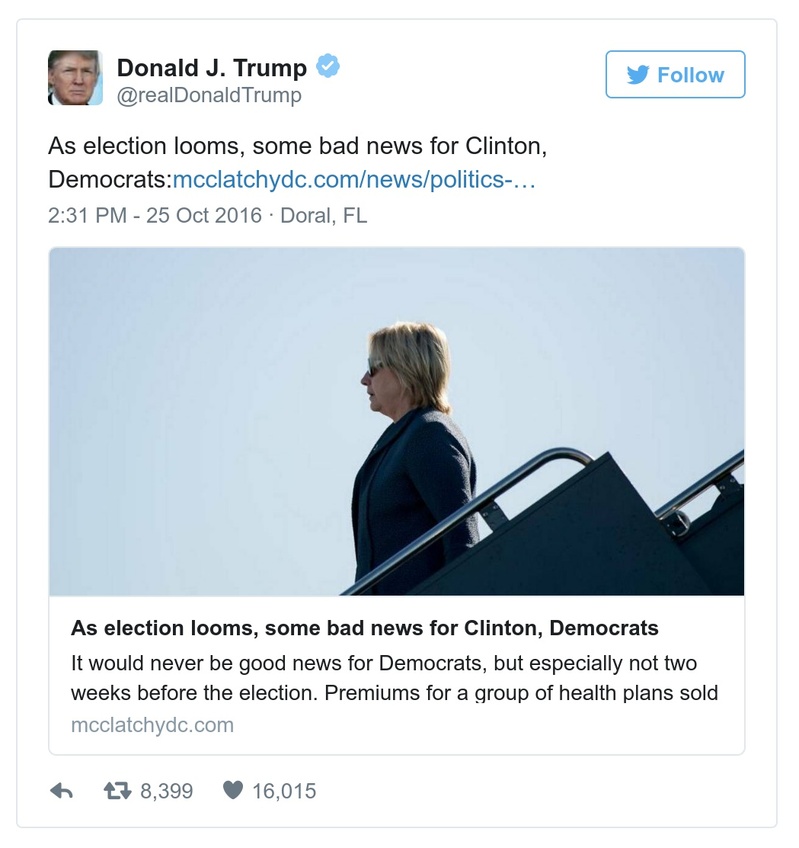 Donald J. Trump
@realDonaldTrump
Follow
As election looms, some bad news for Clinton,
Democrats:mcclatchydc.com/news/politics-…
2:31 PM - 25 Oct 2016 · Doral, FL
As election looms, some bad news for Clinton, Democrats
It would never be good news for Democrats, but especially not two
weeks before the election. Premiums for a group of health plans sold
mcclatchydc.com
8,399
16,015